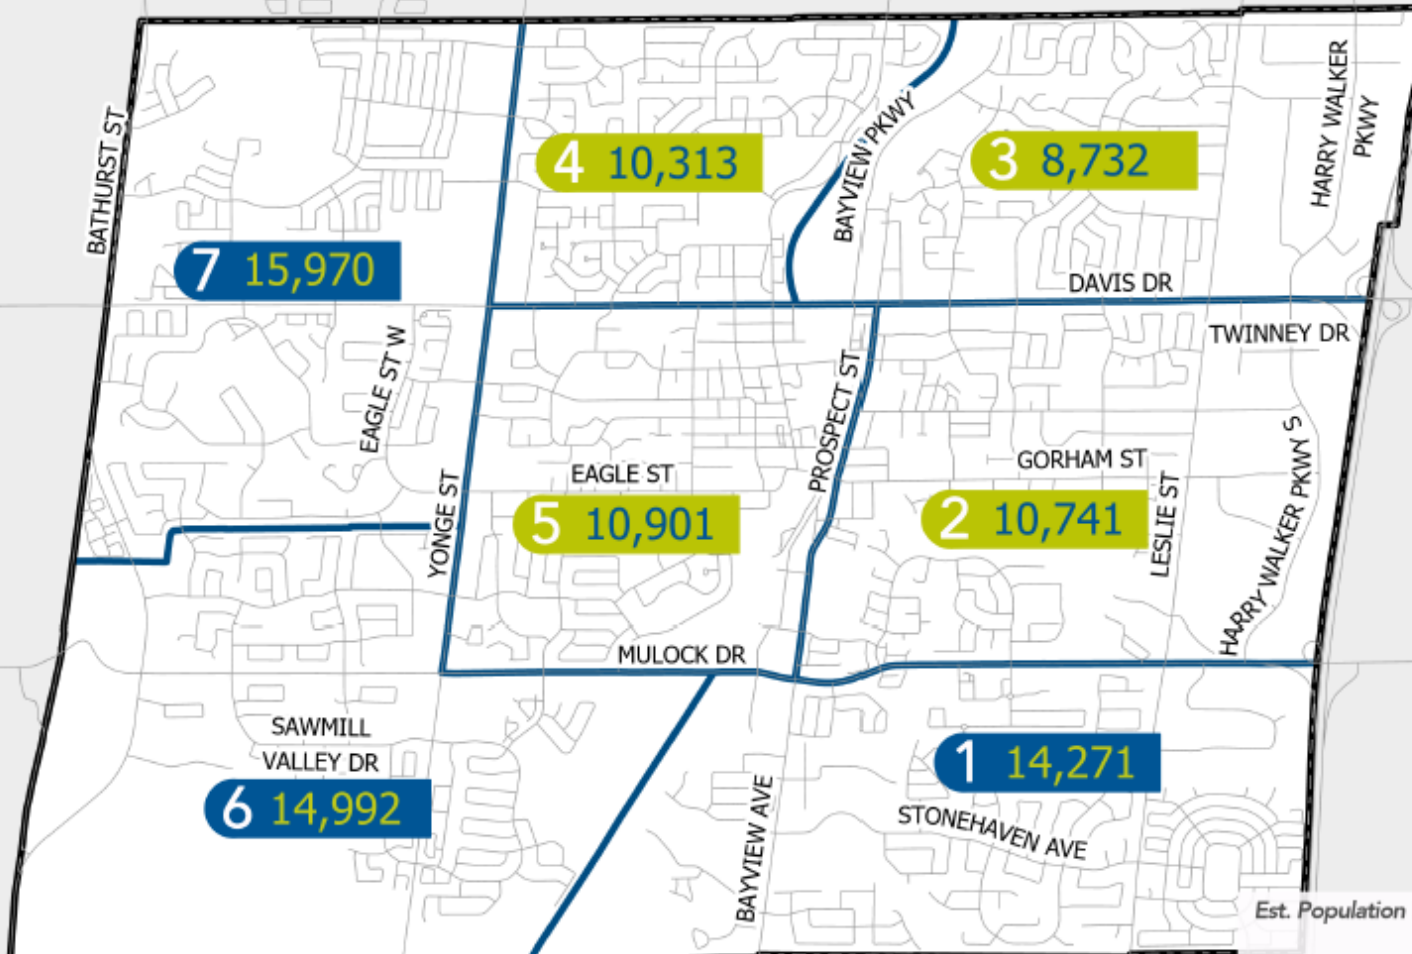 HARRY WALKER
PKWY
BATHURST ST
BAYVIEW PKWY
4 10,313
3 8,732
7 15,970
DAVIS DR
TWINNEY DR
EAGLE ST W
PROSPECT ST
YONGE ST
EAGLE ST
GORHAM ST
LESLIE ST
HARRY WALKER PKWY S
5 10,901
2 10,741
MULOCK DR
SAWMILL
VALLEY DR
6 14,992
1 14,271
BAYVIEW AVE
STONEHAVEN AVE
Est. Population